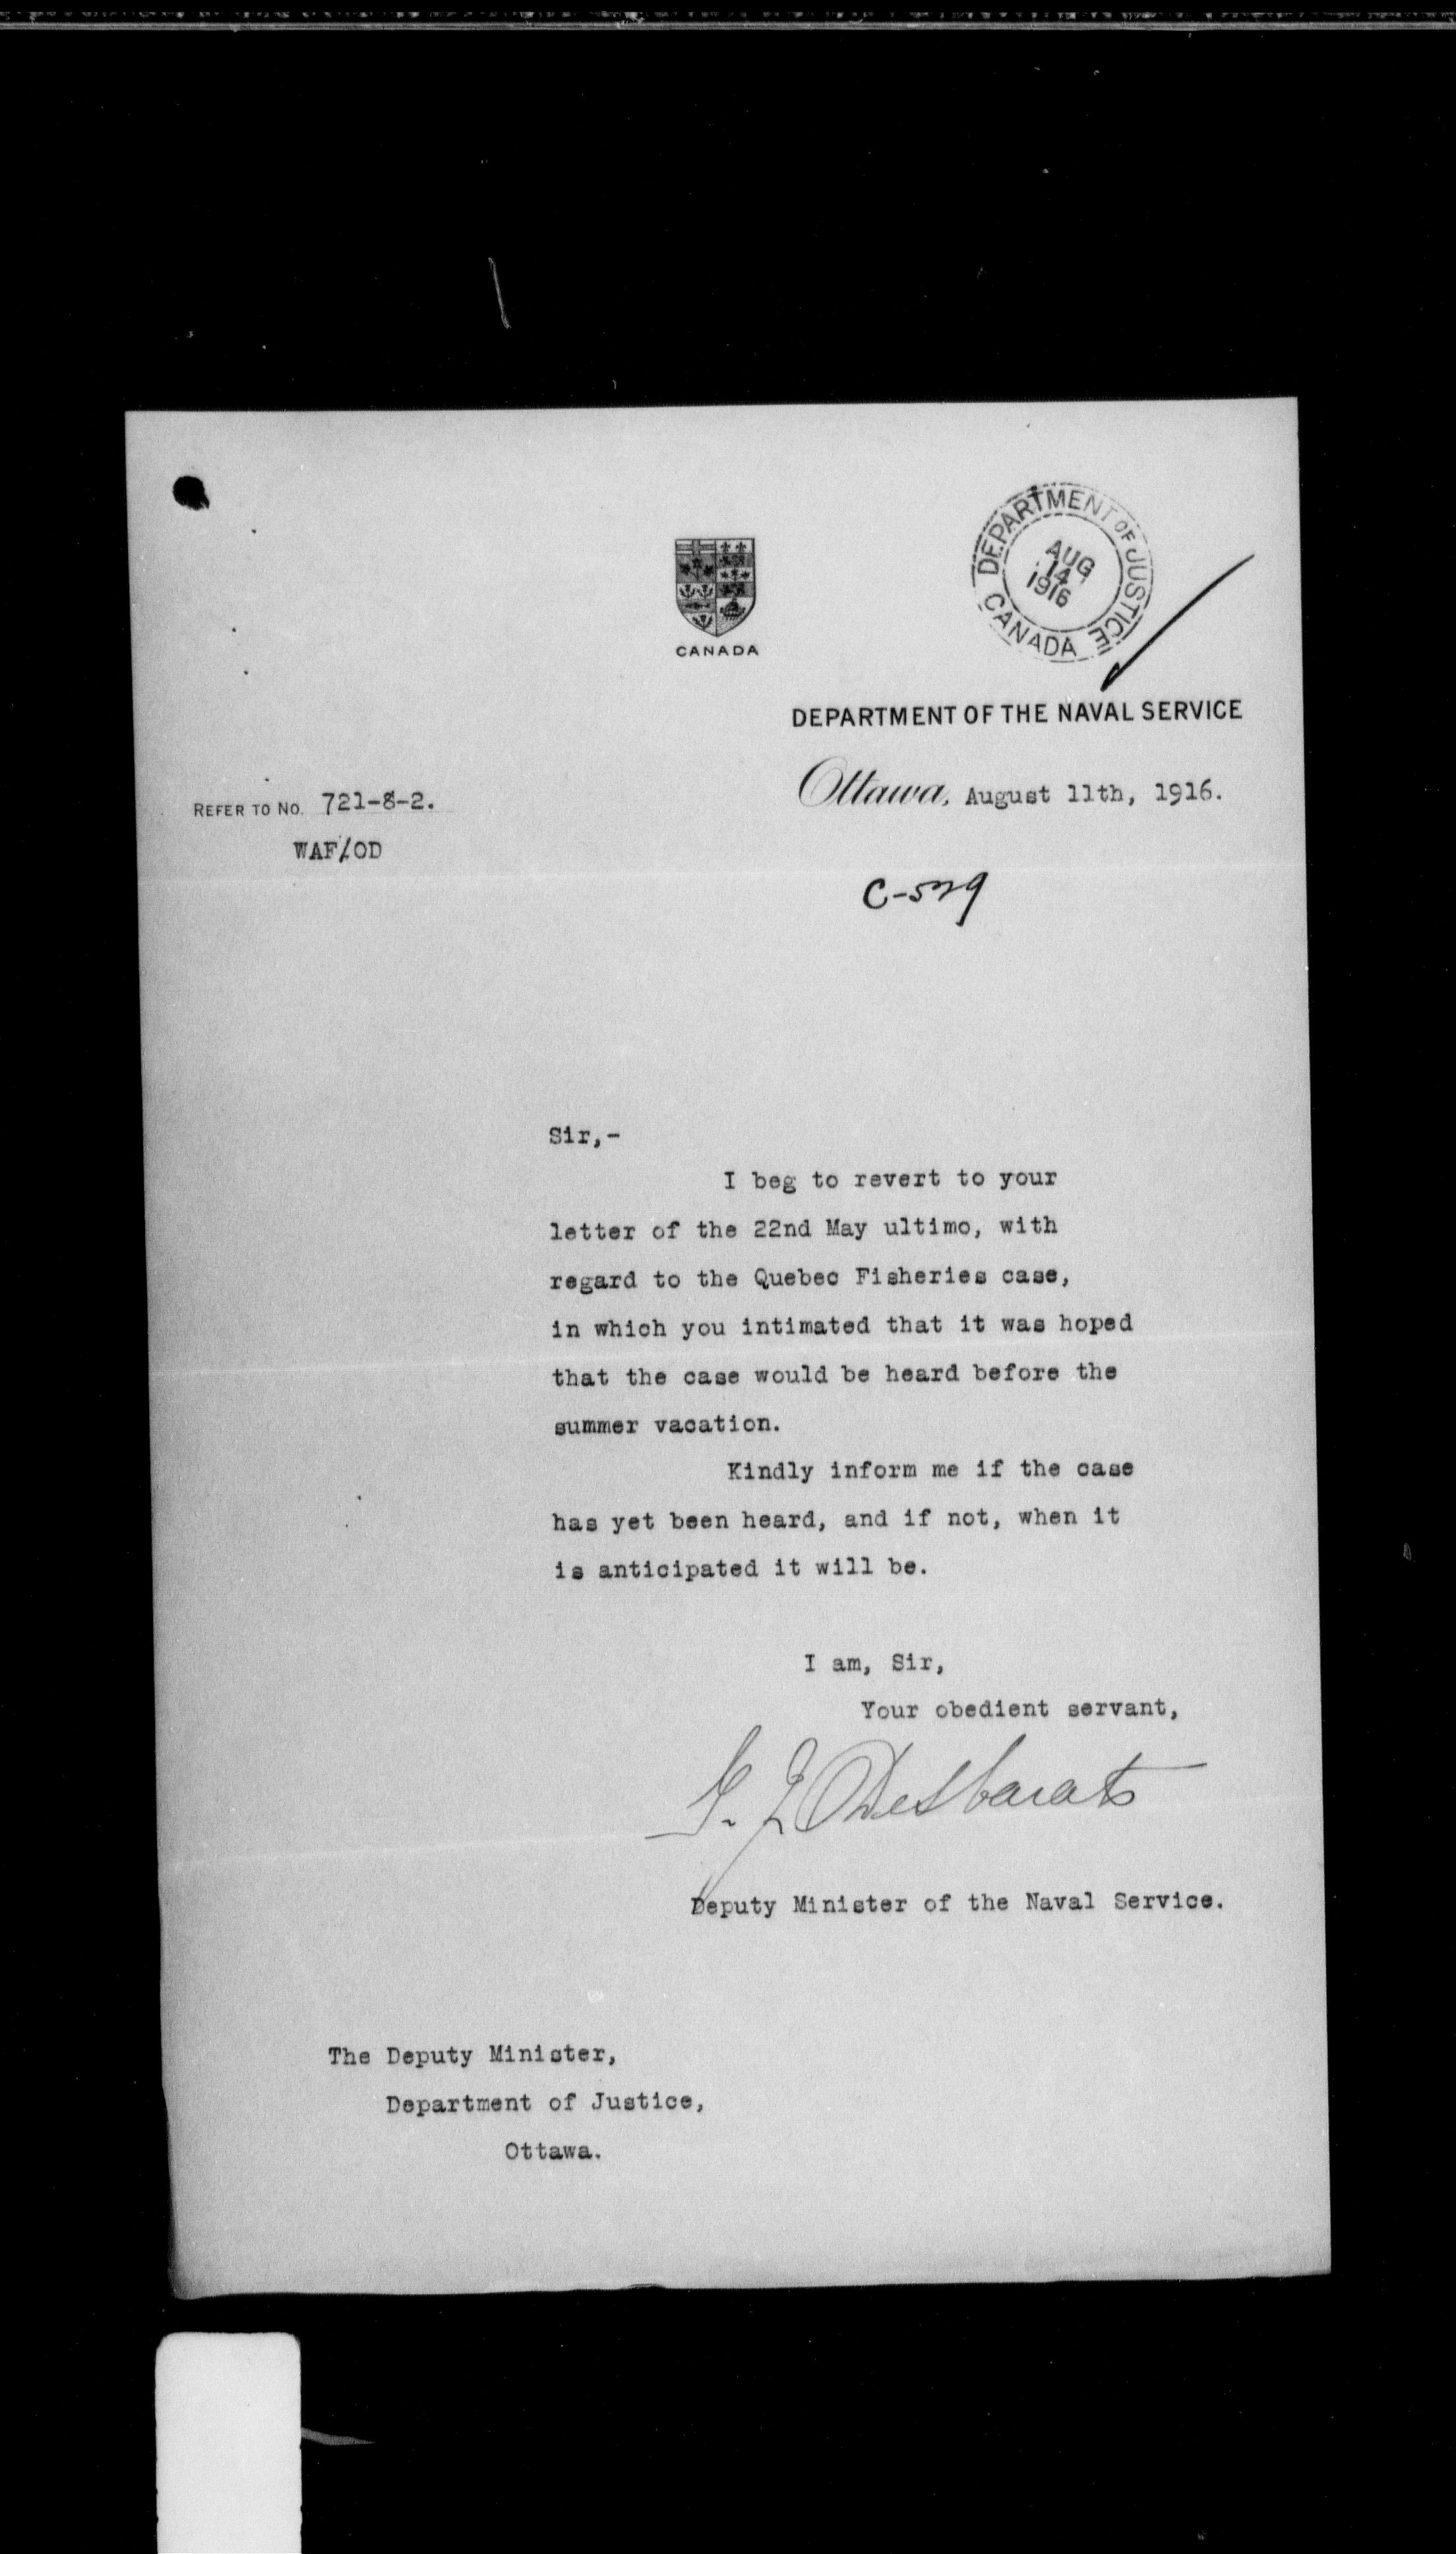 CANADA
DEPARTMENT OF JUSTICE
CANADA
AUG
14
1916
DEPARTMENT OF THE NAVAL SERVICE
Ottawa, August 11th, 1916.
REFER TO NO. 721-8-2.
WAF/OD
C-529
Sir,-
I beg to revert to your
letter of the 22nd May ultimo, with
regard to the Quebec Fisheries case,
in which you intimated that it was hoped
that the case would be heard before the
summer vacation.
Kindly inform me if the case
has yet been heard, and if not, when it
is anticipated it will be.
I am, Sir,
Your obedient servant,
G. J. Desbarats
Deputy Minister of the Naval Service.
The Deputy Minister,
Department of Justice,
Ottawa.